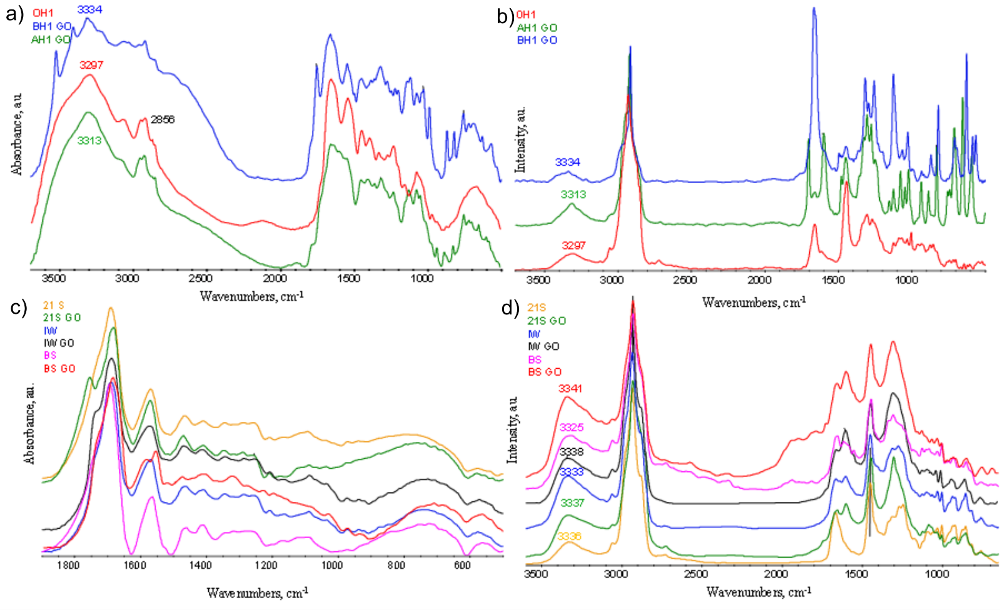 a)
OH1
BH1 GO
AH1 GO
3334
3297
2856
3313
Absorbance, au
3500 3000 2500 2000 1500 1000
Wavenumbers, cm-1
b)
OH1
AH1 GO
BH1 GO
3334
3313
3297
Intensity, au.
3500 3000 2500 2000 1500 1000
Wavenumbers, cm-1
c)
21 S
21S GO
IW
IW GO
BS
BS GO
Absorbance, au.
1800 1600 1400 1200 1000 800 600
Wavenumbers, cm-1
d)
21S
21S GO
IW
IW GO
BS
BS GO
3341
3325
3338
3333
3337
3336
Intensity, au
3500 3000 2500 2000 1500 1000
Wavenumbers, cm-1